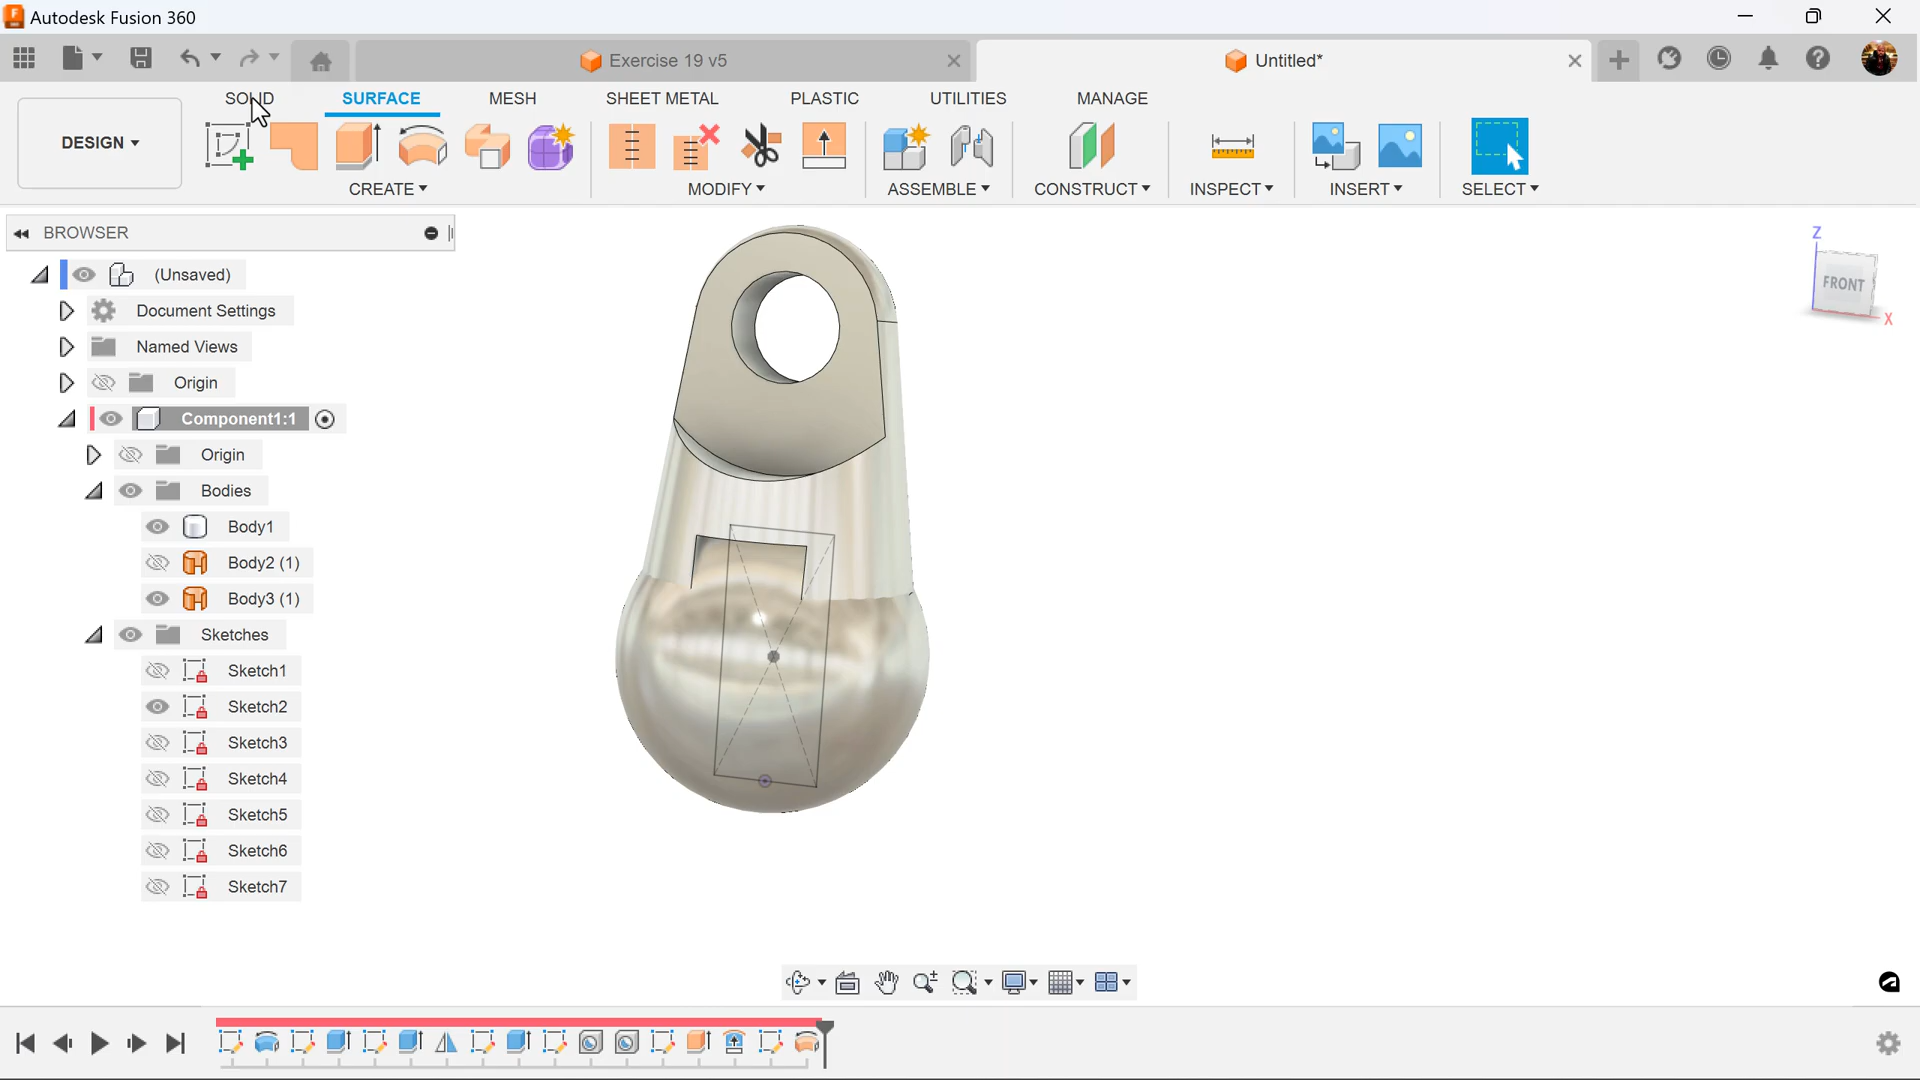 Autodesk Fusion 360
Exercise 19 v5
Untitled*
DESIGN
SOLID
SURFACE
MESH
SHEET METAL
PLASTIC
UTILITIES
MANAGE
CREATE
MODIFY
ASSEMBLE
CONSTRUCT
INSPECT
INSERT
SELECT
BROWSER
(Unsaved)
Document Settings
Named Views
Origin
Component1:1
Origin
Bodies
Body1
Body2 (1)
Body3 (1)
Sketches
Sketch1
Sketch2
Sketch3
Sketch4
Sketch5
Sketch6
Sketch7
Z
FRONT
X